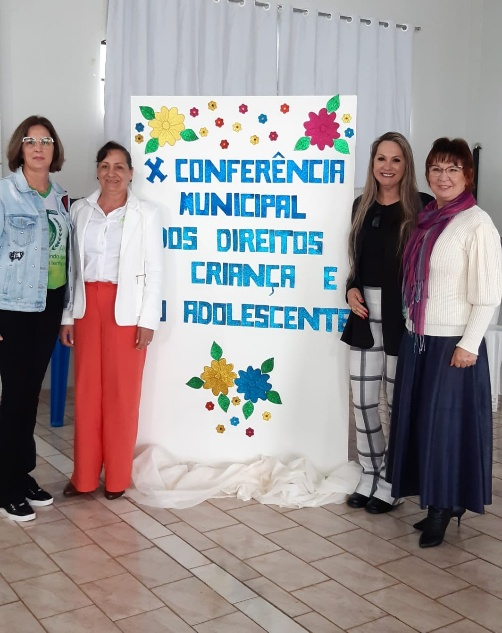 X CONFERÊNCIA
MUNICIPAL
DOS DIREITOS
CRIANÇA E
ADOLESCENTE